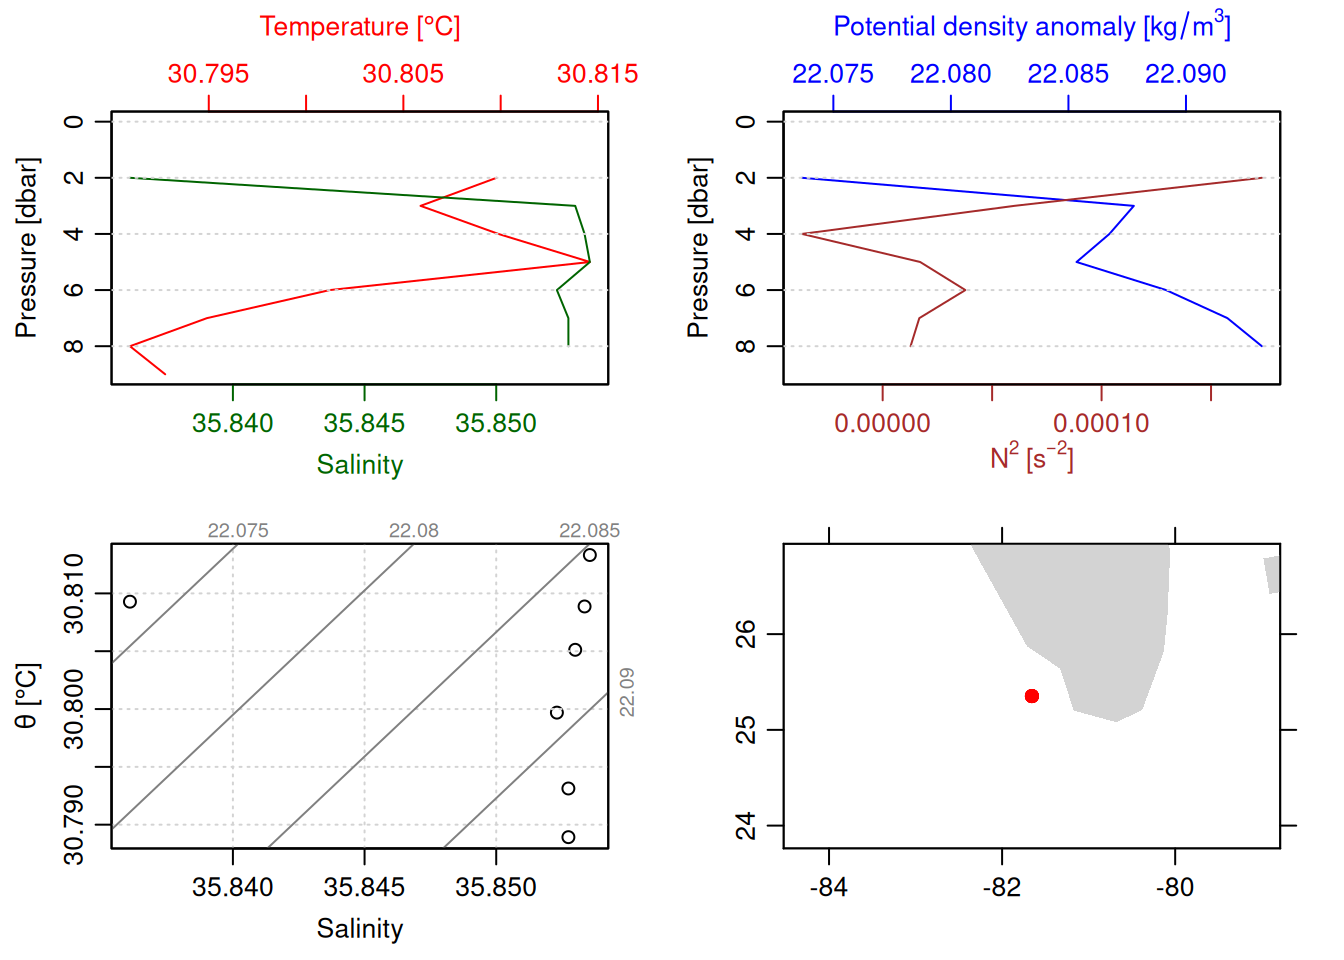 Temperature [°C]
30.795 30.805 30.815
0
2
4
6
8
Pressure [dbar]
35.840 35.845 35.850
Salinity
Potential density anomaly [kg/m³]
22.075 22.080 22.085 22.090
0
2
4
6
8
Pressure [dbar]
0.00000 0.00010
N² [s⁻²]
22.075 22.08 22.085
22.09
30.810
30.800
30.790
θ [°C]
35.840 35.845 35.850
Salinity
26
25
24
-84 -82 -80